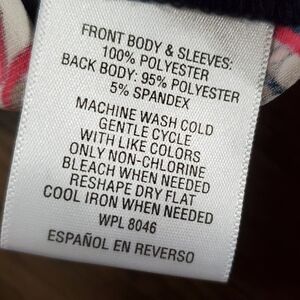 FRONT BODY & SLEEVES:
100% POLYESTER
BACK BODY: 95% POLYESTER
5% SPANDEX
MACHINE WASH COLD
GENTLE CYCLE
WITH LIKE COLORS
ONLY NON-CHLORINE
BLEACH WHEN NEEDED
RESHAPE DRY FLAT
COOL IRON WHEN NEEDED
WPL 8046
ESPAÑOL EN REVERSO